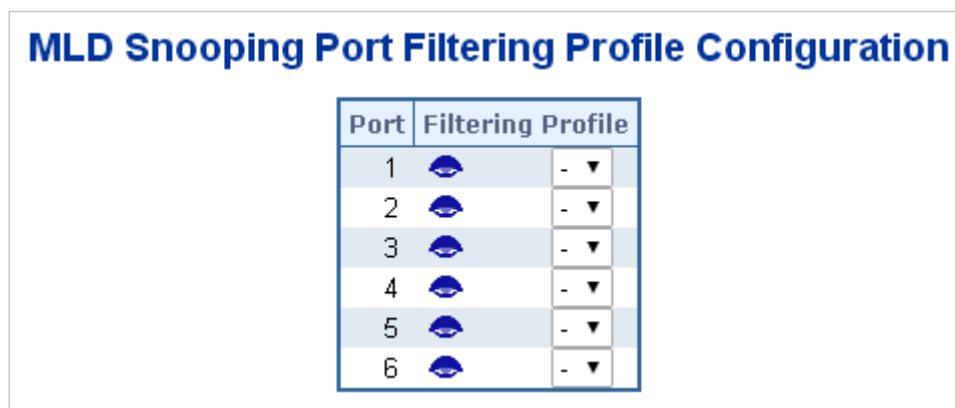 MLD Snooping Port Filtering Profile Configuration
Port Filtering Profile
1 - ▼
2 - ▼
3 - ▼
4 - ▼
5 - ▼
6 - ▼